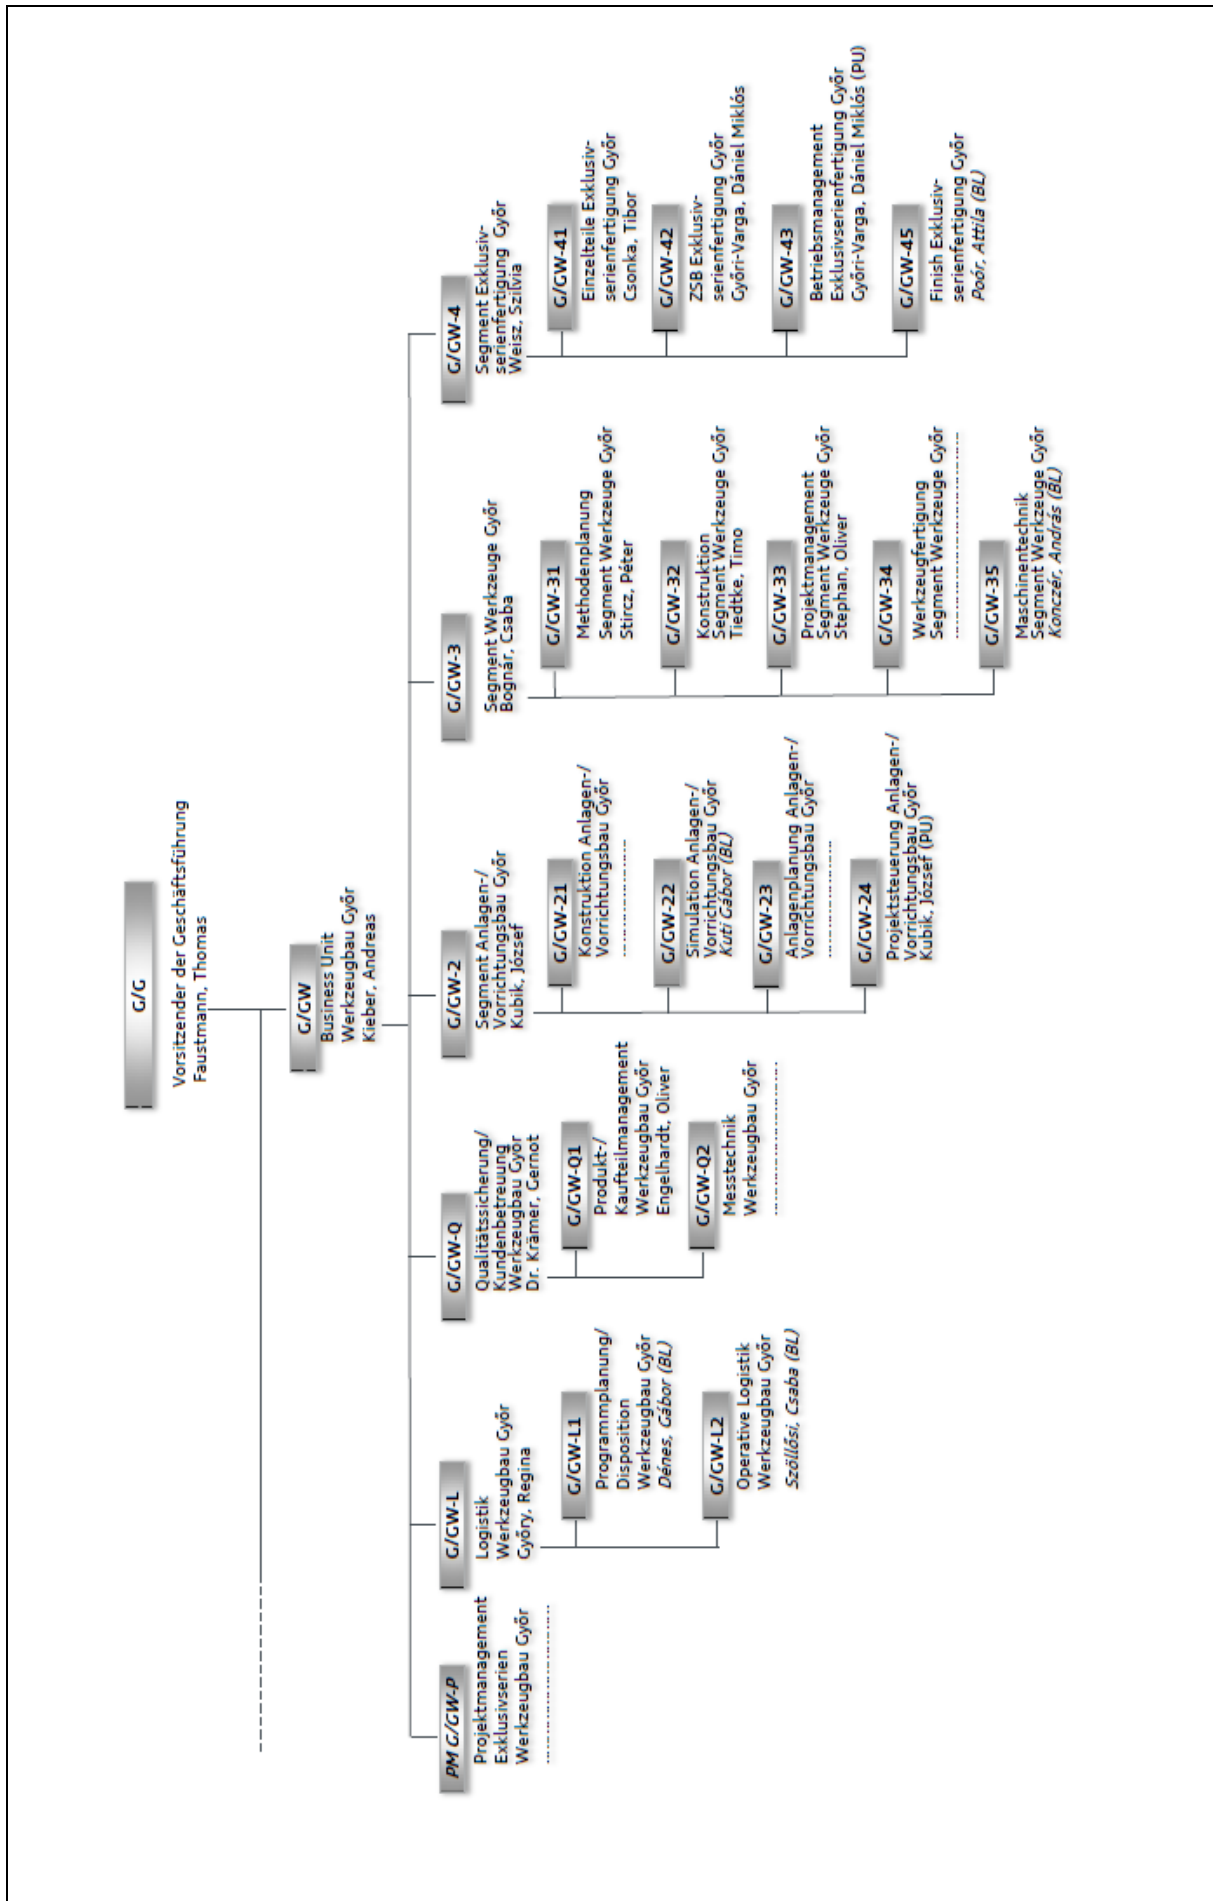 G/G
Vorsitzender der Geschäftsführung
Faustmann, Thomas
G/GW
Business Unit
Werkzeugbau Győr
Kieber, Andreas
PM G/GW-P
Projektmanagement
Exklusivserien
Werkzeugbau Győr
G/GW-L
Logistik
Werkzeugbau Győr
Győry, Regina
G/GW-L1
Programmplanung/
Disposition
Werkzeugbau Győr
Dénes, Gábor (BL)
G/GW-L2
Operative Logistik
Werkzeugbau Győr
Szöllősi, Csaba (BL)
G/GW-Q
Qualitätssicherung/
Kundenbetreuung
Werkzeugbau Győr
Dr. Krämer, Gernot
G/GW-Q1
Produkt-/
Kaufteilmanagement
Werkzeugbau Győr
Engelhardt, Oliver
G/GW-Q2
Messtechnik
Werkzeugbau Győr
G/GW-2
Segment Anlagen-/
Vorrichtungsbau Győr
Kubik, József
G/GW-21
Konstruktion Anlagen-/
Vorrichtungsbau Győr
G/GW-22
Simulation Anlagen-/
Vorrichtungsbau Győr
Kuti Gábor (BL)
G/GW-23
Anlagenplanung Anlagen-/
Vorrichtungsbau Győr
G/GW-24
Projektsteuerung Anlagen-/
Vorrichtungsbau Győr
Kubik, József (PU)
G/GW-3
Segment Werkzeuge Győr
Bognár, Csaba
G/GW-31
Methodenplanung
Segment Werkzeuge Győr
Stircz, Péter
G/GW-32
Konstruktion
Segment Werkzeuge Győr
Tiedtke, Timo
G/GW-33
Projektmanagement
Segment Werkzeuge Győr
Stephan, Oliver
G/GW-34
Werkzeugfertigung
Segment Werkzeuge Győr
G/GW-35
Maschinentechnik
Segment Werkzeuge Győr
Konczér, András (BL)
G/GW-4
Segment Exklusiv-
serienfertigung Győr
Weisz, Szilvia
G/GW-41
Einzelteile Exklusiv-
serienfertigung Győr
Csonka, Tibor
G/GW-42
ZSB Exklusiv-
serienfertigung Győr
Győri-Varga, Dániel Miklós
G/GW-43
Betriebsmanagement
Exklusivserienfertigung Győr
Győri-Varga, Dániel Miklós (PU)
G/GW-45
Finish Exklusiv-
serienfertigung Győr
Poór, Attila (BL)